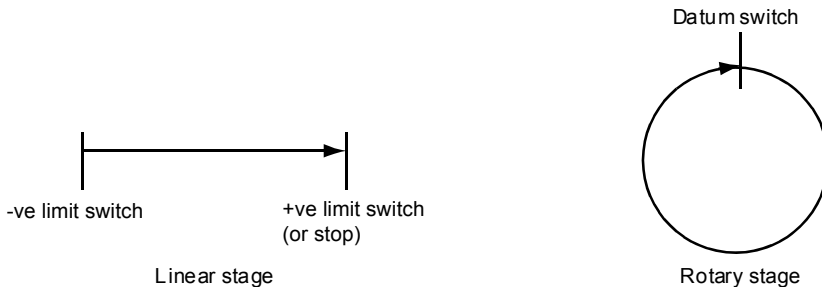 Datum switch
-ve limit switch
+ve limit switch
(or stop)
Linear stage
Rotary stage